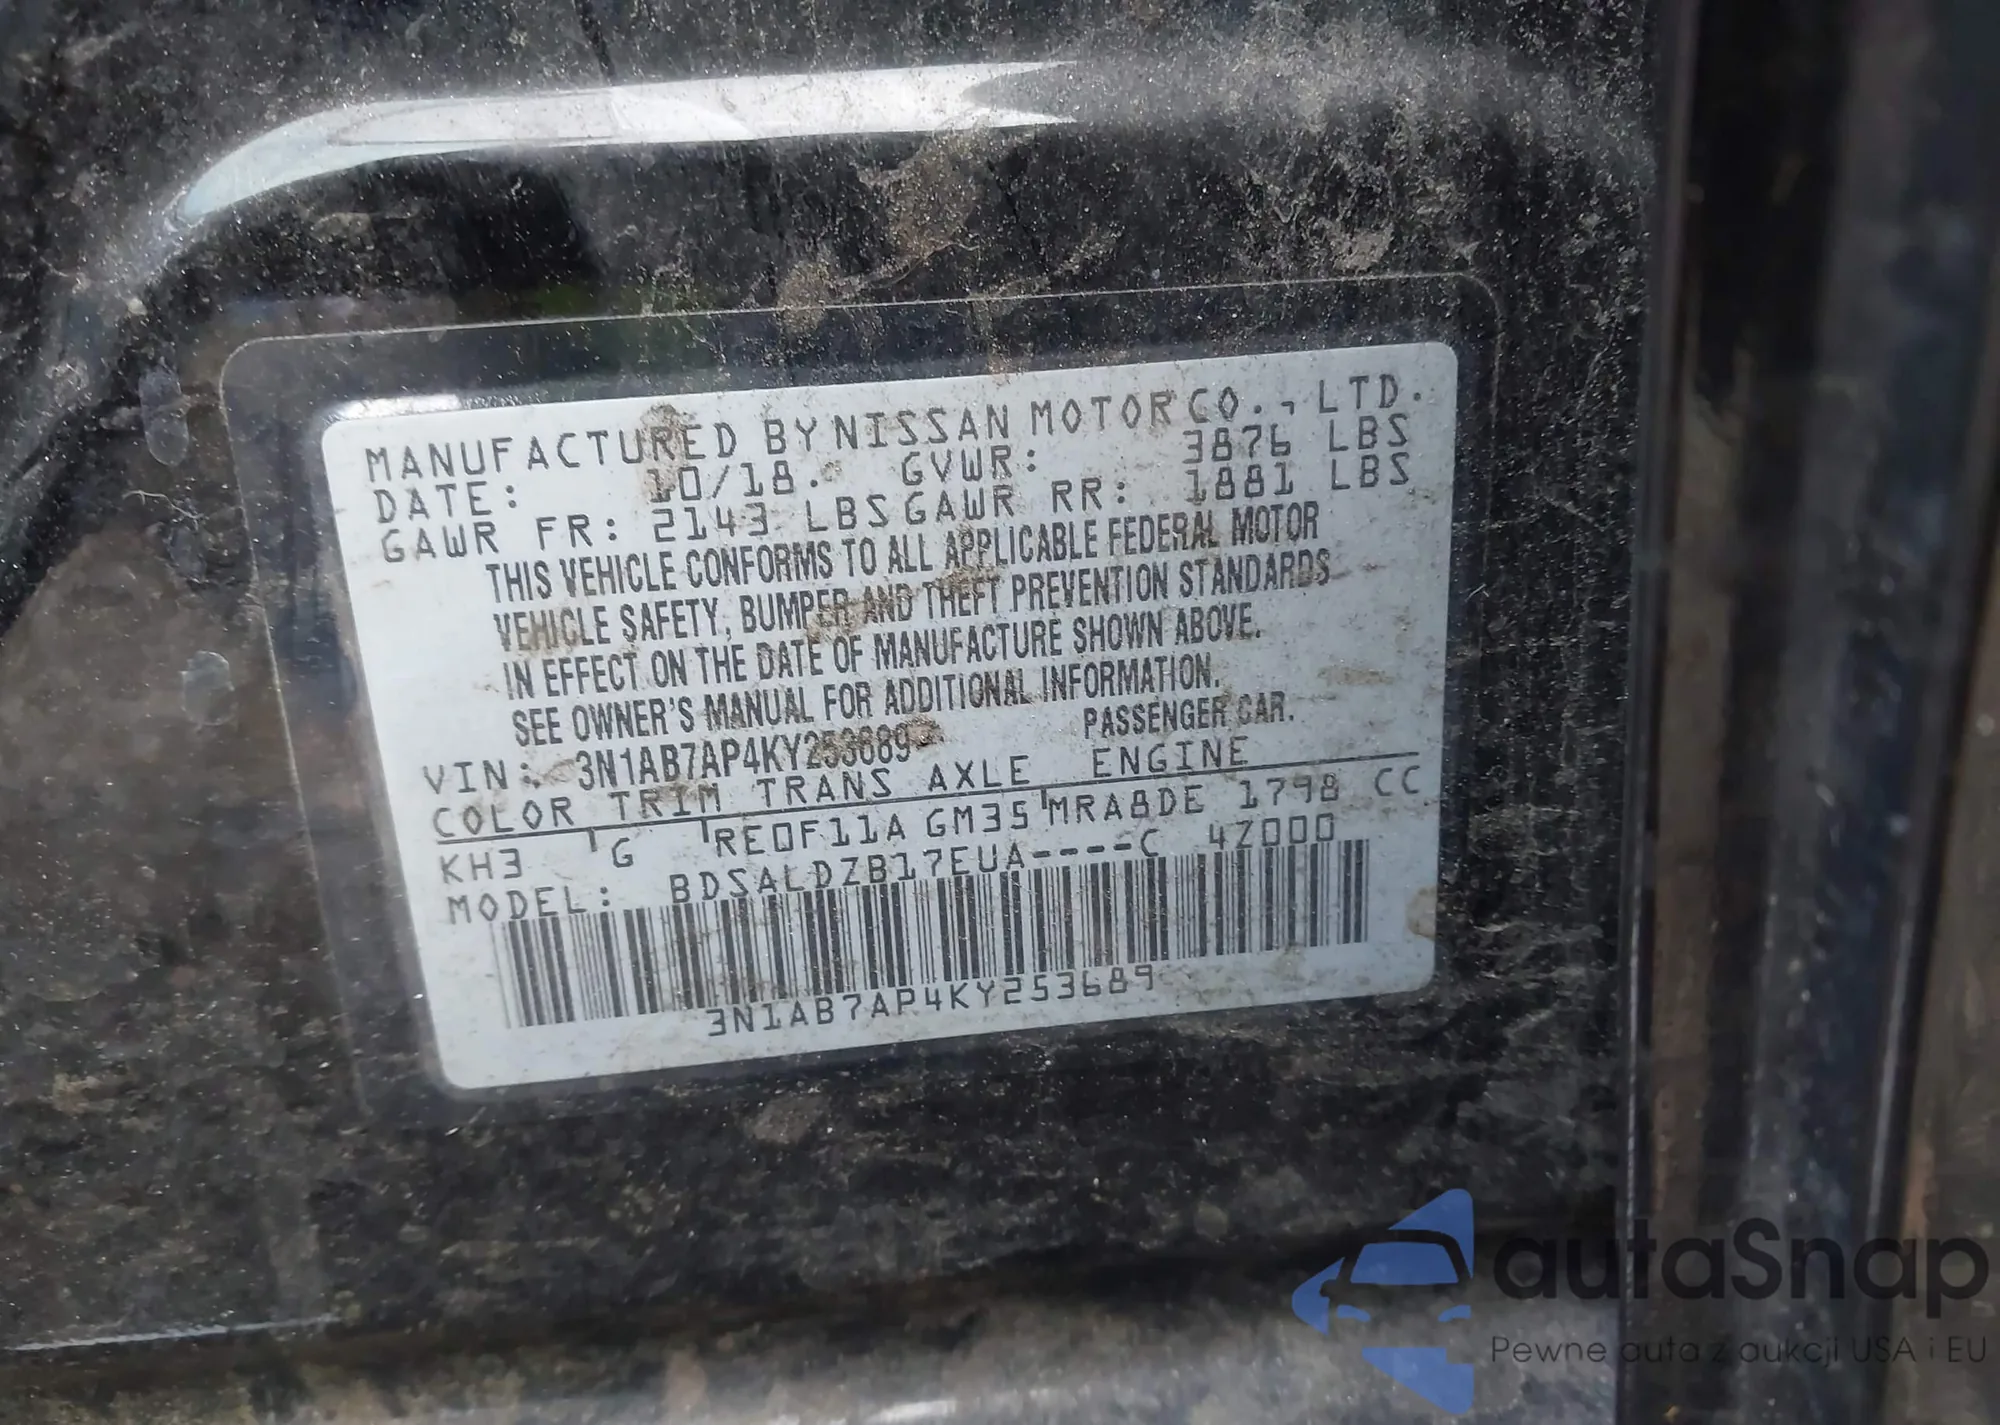 MANUFACTURED BY NISSAN MOTOR CO., LTD.
DATE: 10/18. GVWR: 3876 LBS
GAWR FR: 2143 LBS GAWR RR: 1881 LBS
THIS VEHICLE CONFORMS TO ALL APPLICABLE FEDERAL MOTOR
VEHICLE SAFETY, BUMPER AND THEFT PREVENTION STANDARDS
IN EFFECT ON THE DATE OF MANUFACTURE SHOWN ABOVE.
SEE OWNER'S MANUAL FOR ADDITIONAL INFORMATION.
VIN: 3N1AB7AP4KY253689 PASSENGER CAR.
COLOR TRIM TRANS AXLE ENGINE
KH3 G RE0F11A GM35 MRA8DE 1798 CC
MODEL: BDSALDZB17EUA----C 4Z000
3N1AB7AP4KY253689
autoSnap
Pewne auta z aukcji USA i EU